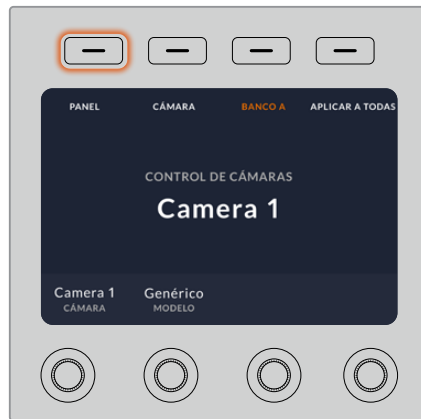 PANEL CÁMARA BANCO A APLICAR A TODAS
CONTROL DE CÁMARAS
Camera 1
Camera 1 Genérico
CÁMARA MODELO